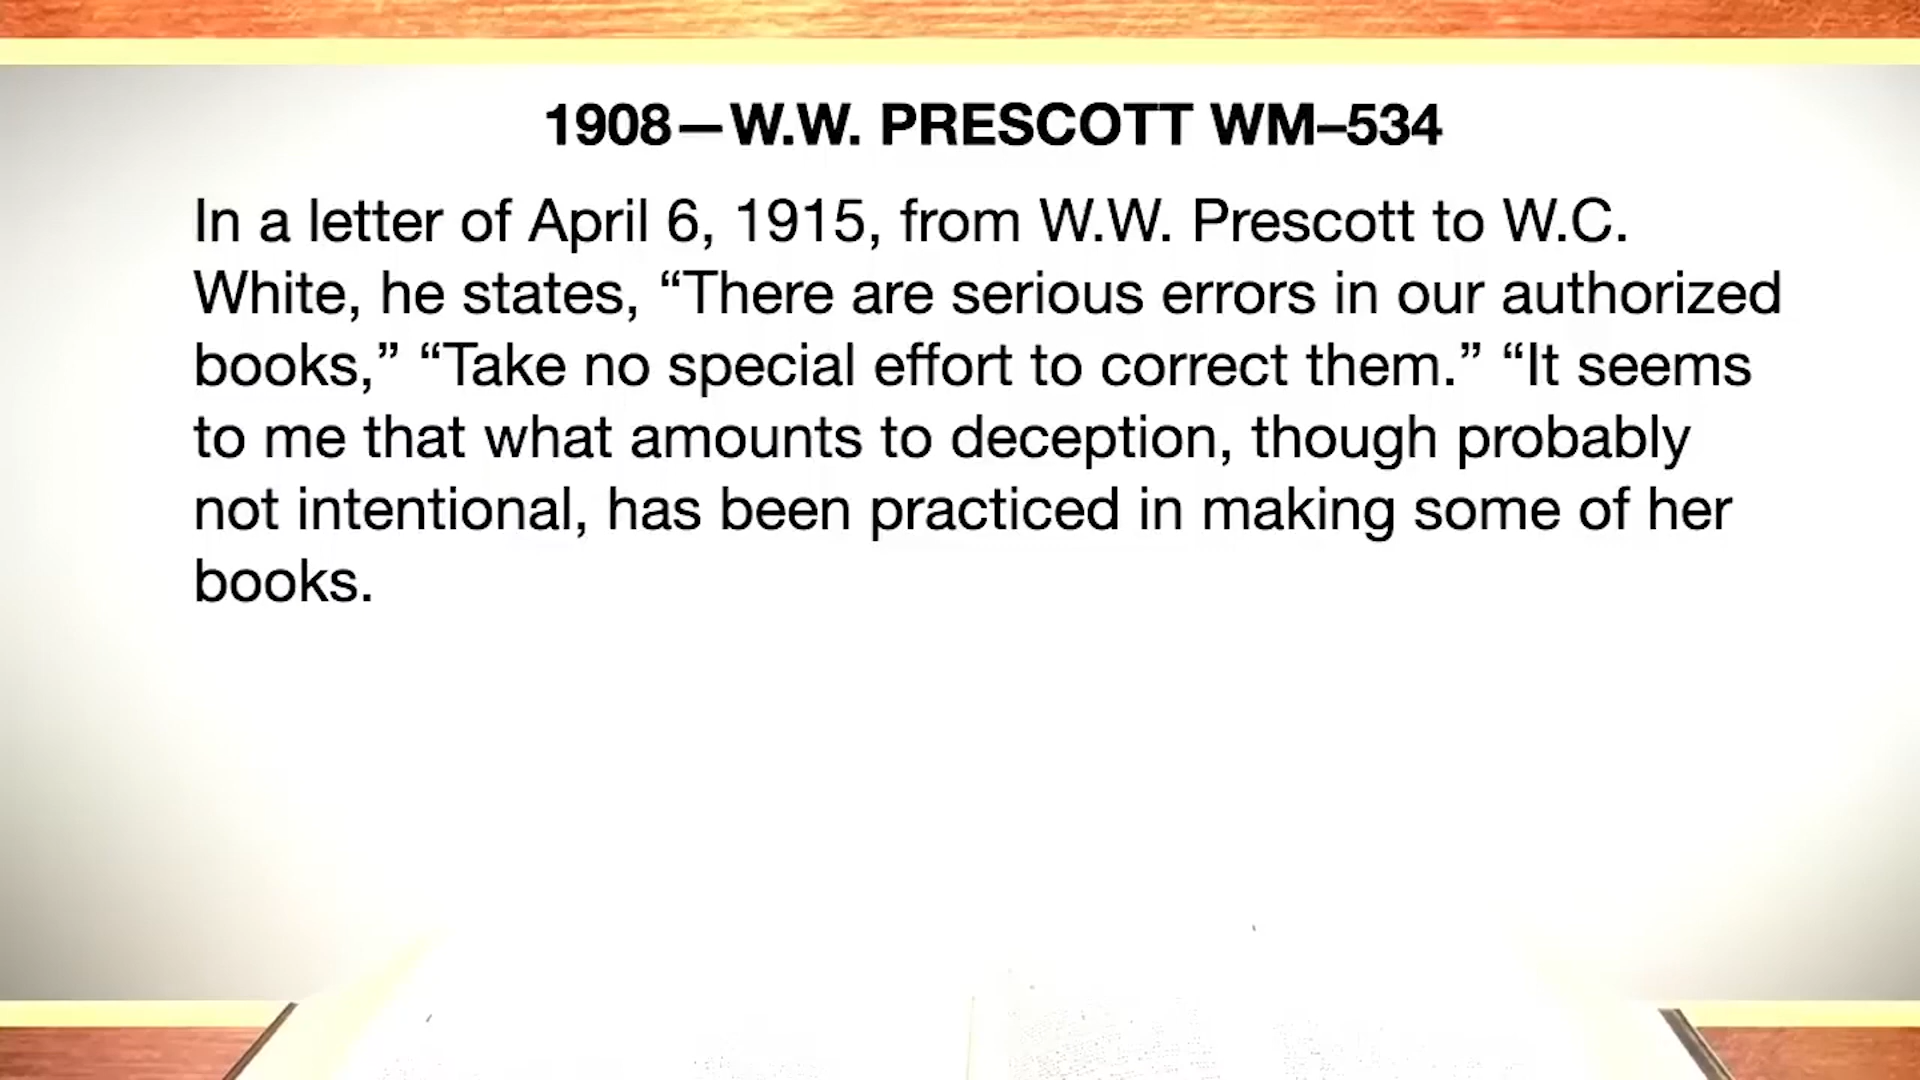 1908—W.W. PRESCOTT WM–534
In a letter of April 6, 1915, from W.W. Prescott to W.C.
White, he states, “There are serious errors in our authorized
books,” “Take no special effort to correct them.” “It seems
to me that what amounts to deception, though probably
not intentional, has been practiced in making some of her
books.